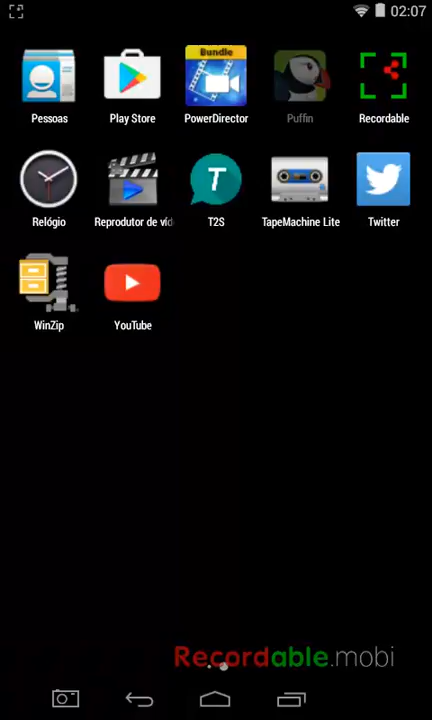 02:07
Bundle
Pessoas
Play Store
PowerDirector
Puffin
Recordable
T
Relógio
Reprodutor de víd
T2S
TapeMachine Lite
Twitter
WinZip
YouTube
Recordable.mobi